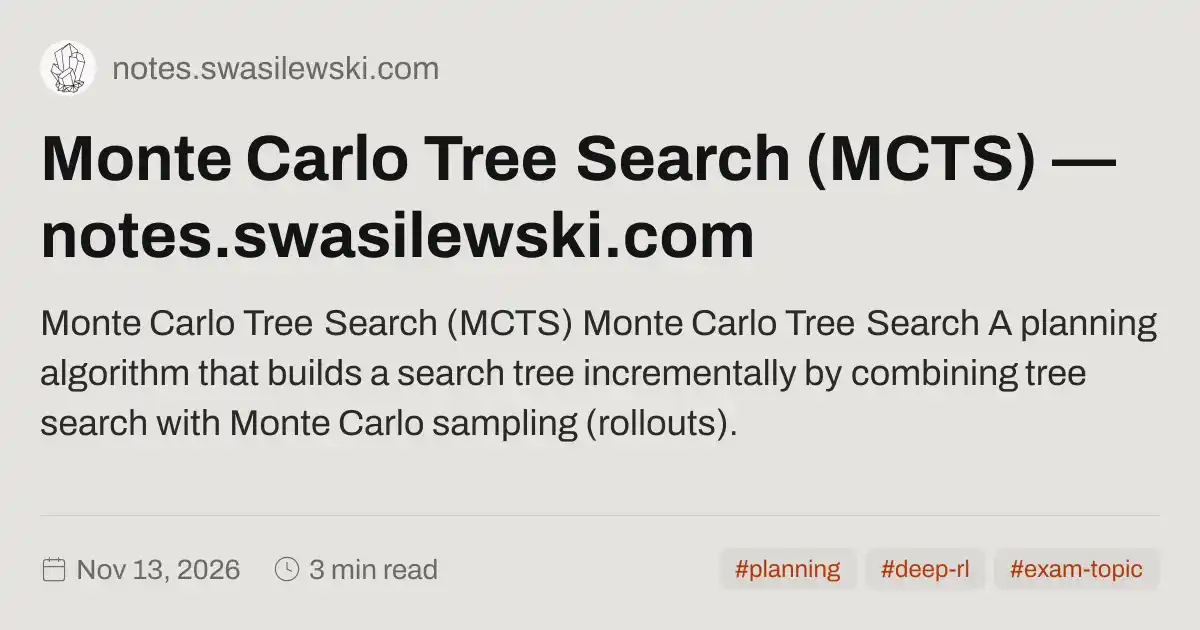 notes.swasilewski.com
Monte Carlo Tree Search (MCTS) —
notes.swasilewski.com
Monte Carlo Tree Search (MCTS) Monte Carlo Tree Search A planning
algorithm that builds a search tree incrementally by combining tree
search with Monte Carlo sampling (rollouts).
Nov 13, 2026 3 min read #planning #deep-rl #exam-topic